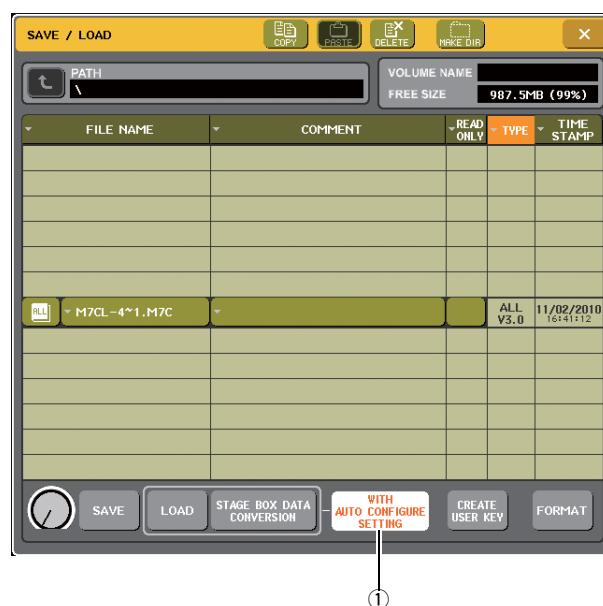 SAVE / LOAD
COPY
PASTE
DELETE
MAKE DIR
×
PATH
\
VOLUME NAME
FREE SIZE 987.5MB (99%)
FILE NAME
COMMENT
READ
ONLY
TYPE
TIME
STAMP
ALL
M7CL-4~1.M7C
ALL
V3.0
11/02/2010
16:41:12
SAVE
LOAD
STAGE BOX DATA
CONVERSION
WITH
AUTO CONFIGURE
SETTING
CREATE
USER KEY
FORMAT
①